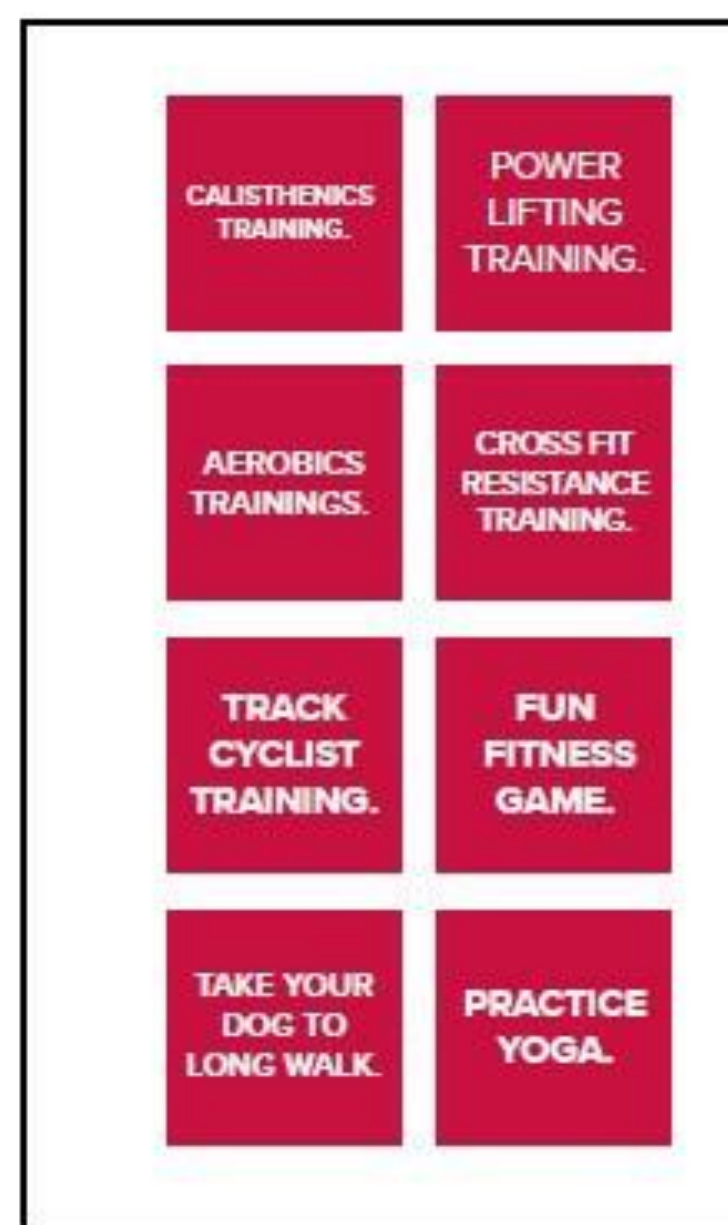 CALISTHENICS
TRAINING.
POWER
LIFTING
TRAINING.
AEROBICS
TRAININGS.
CROSS FIT
RESISTANCE
TRAINING.
TRACK
CYCLIST
TRAINING.
FUN
FITNESS
GAME.
TAKE YOUR
DOG TO
LONG WALK.
PRACTICE
YOGA.